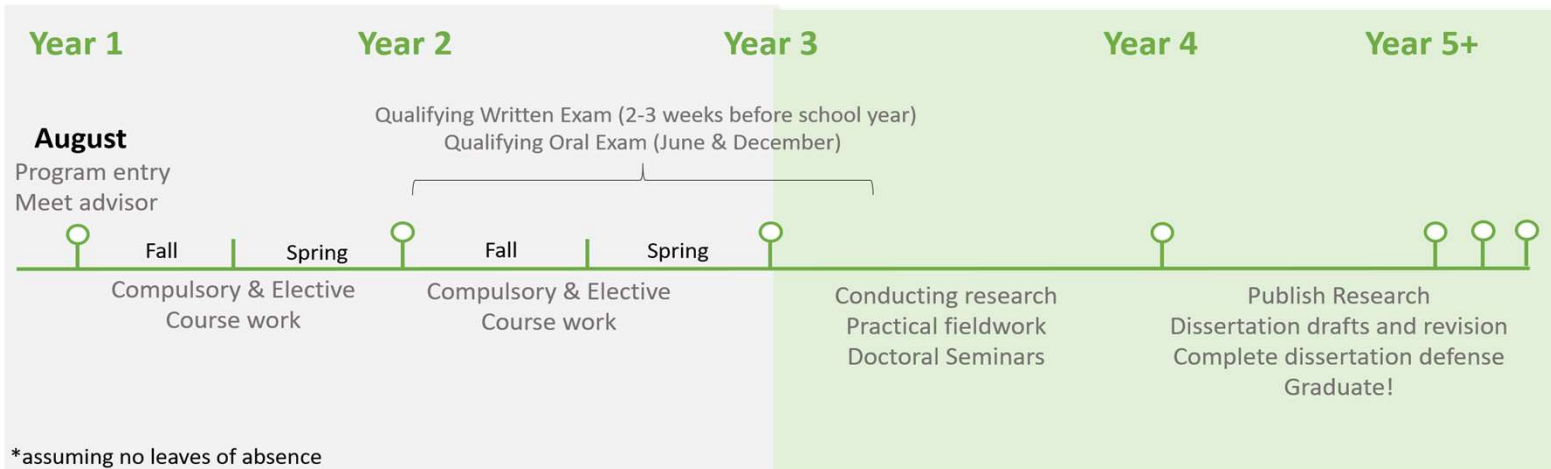 Year 1
Year 2
Year 3
Year 4
Year 5+
Qualifying Written Exam (2-3 weeks before school year)
Qualifying Oral Exam (June & December)
August
Program entry
Meet advisor
Fall
Spring
Fall
Spring
Compulsory & Elective
Course work
Compulsory & Elective
Course work
Conducting research
Practical fieldwork
Doctoral Seminars
Publish Research
Dissertation drafts and revision
Complete dissertation defense
Graduate!
*assuming no leaves of absence